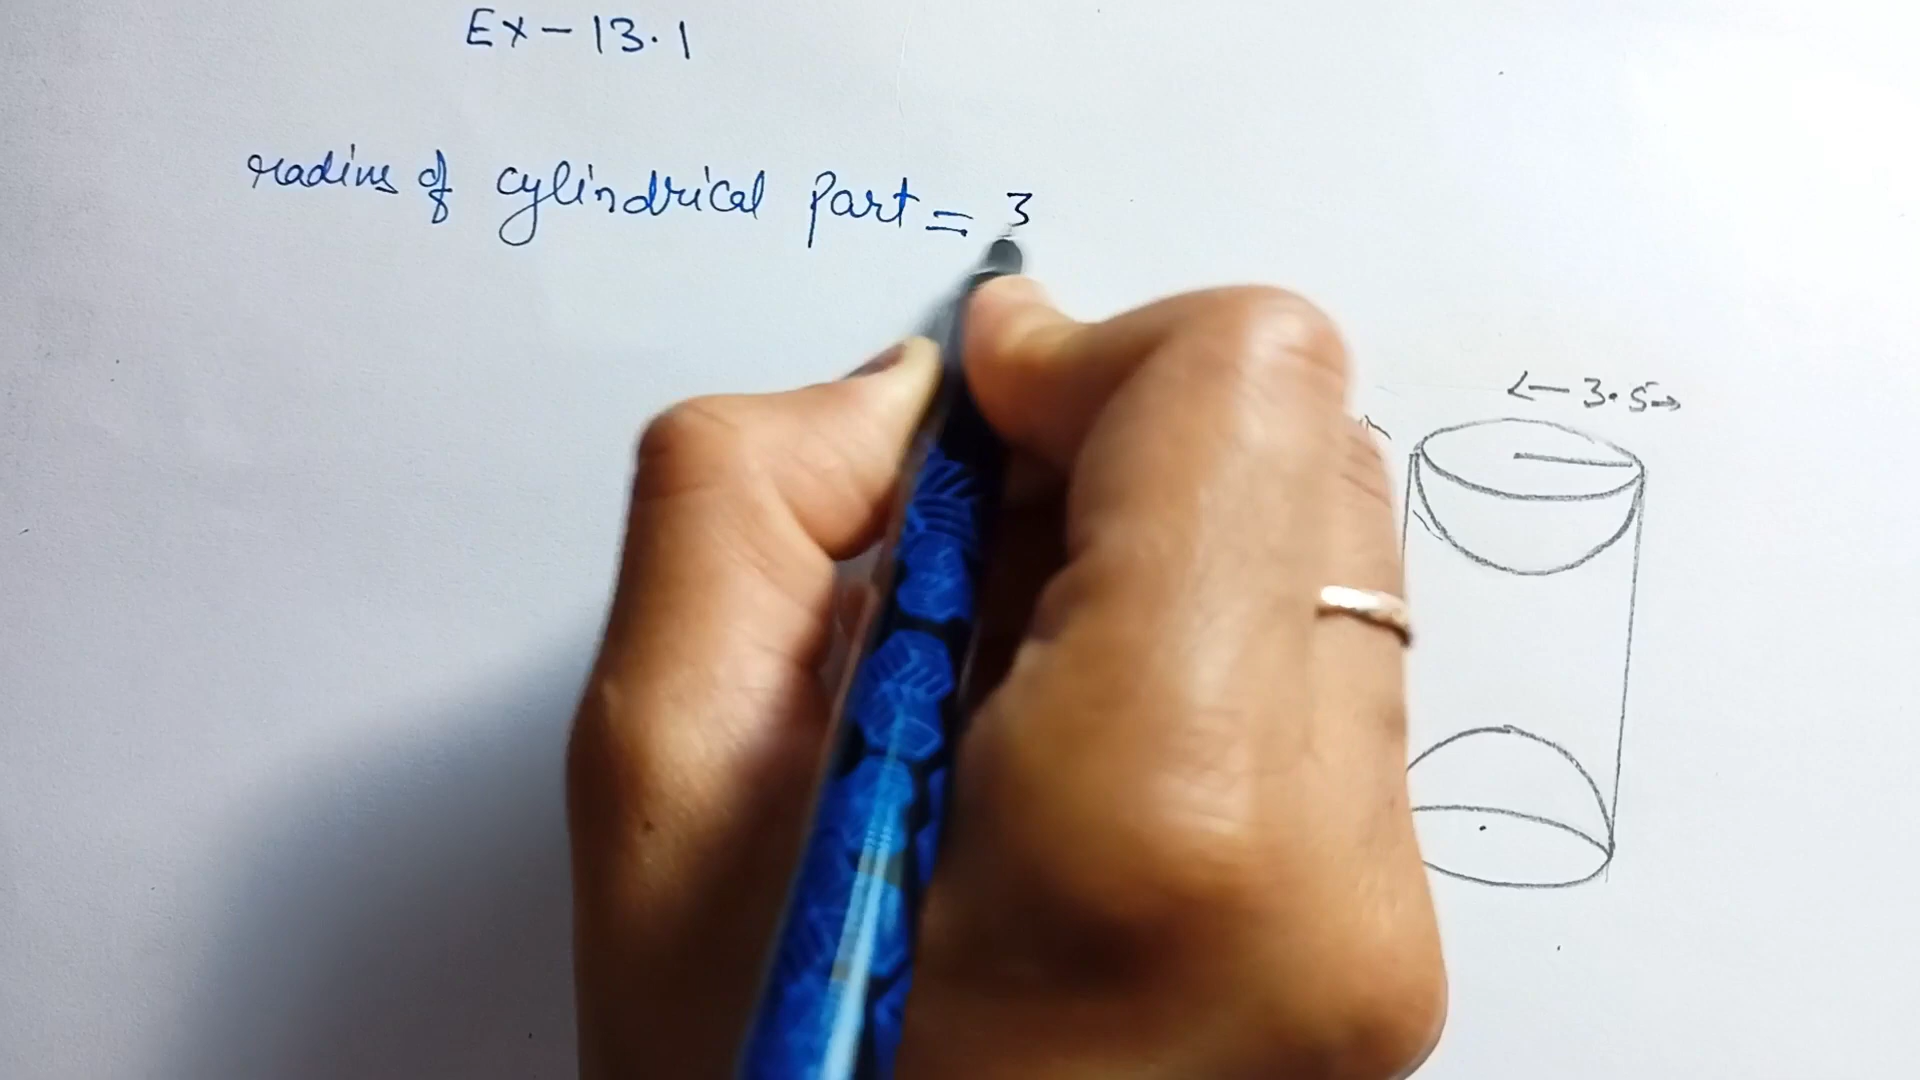 Ex - 13.1
radius of cylindrical part = 3
← 3.5 →